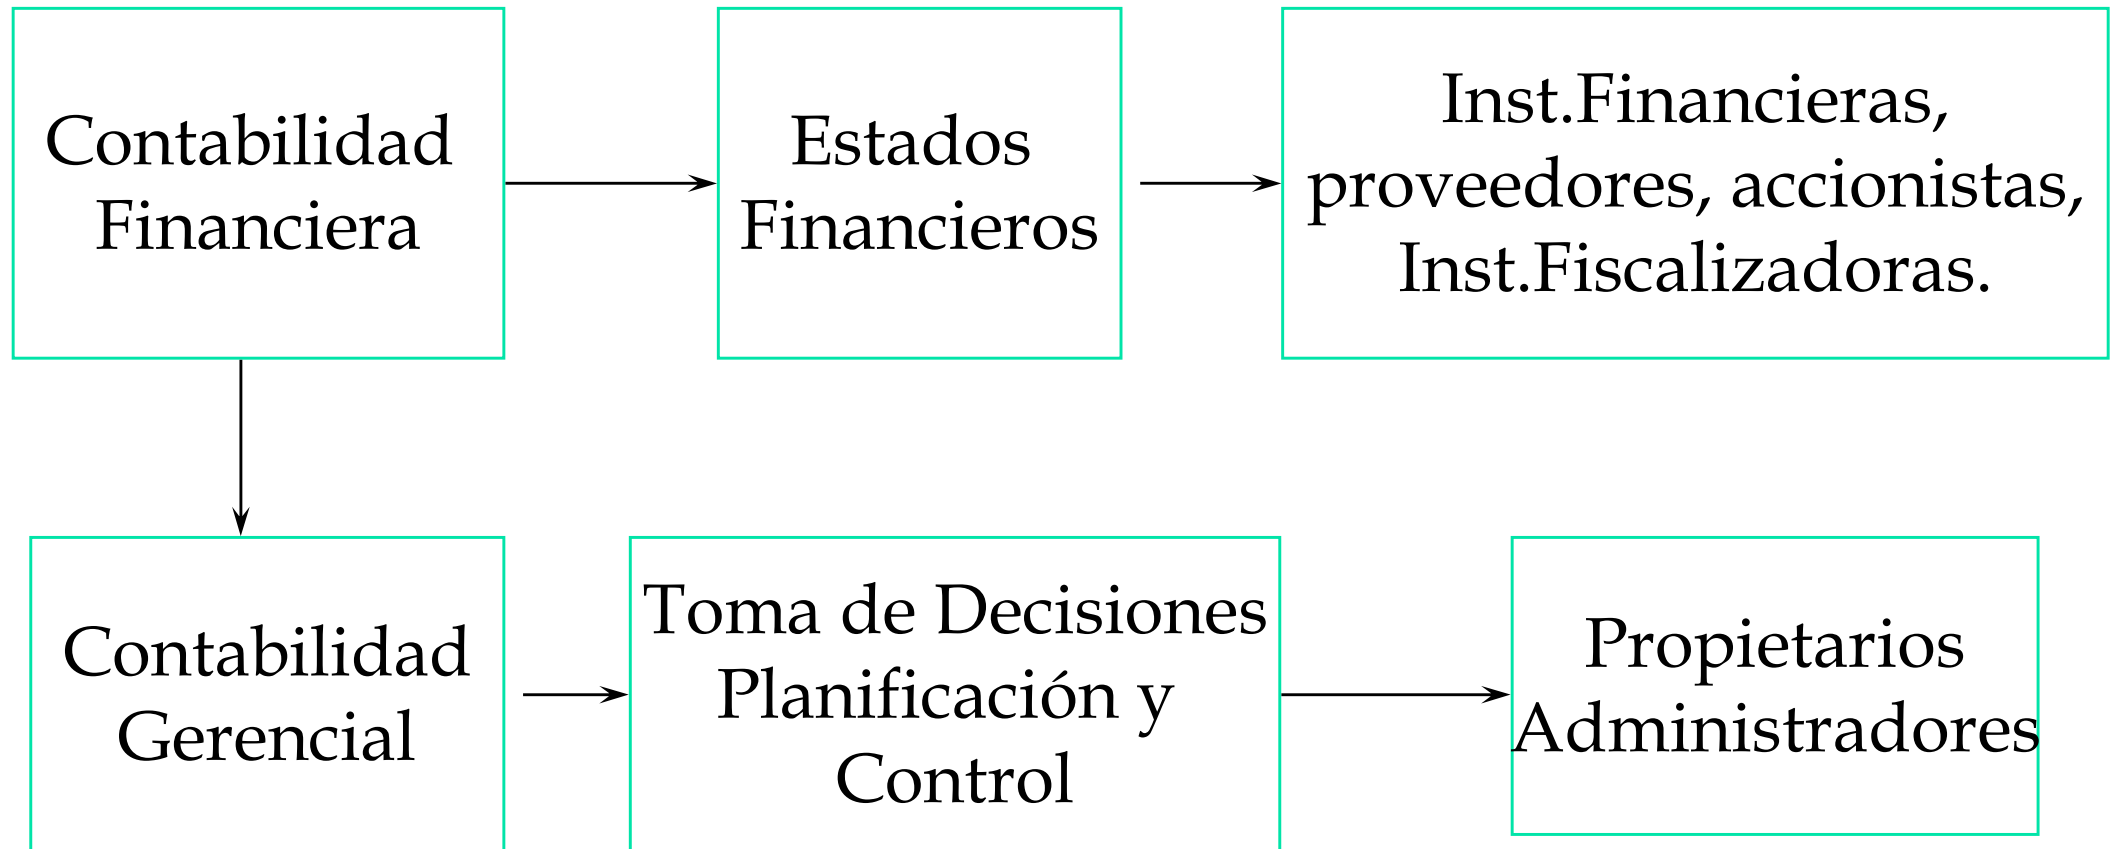 Contabilidad
Financiera
Estados
Financieros
Inst.Financieras,
proveedores, accionistas,
Inst.Fiscalizadoras.
Contabilidad
Gerencial
Toma de Decisiones
Planificación y
Control
Propietarios
Administradores